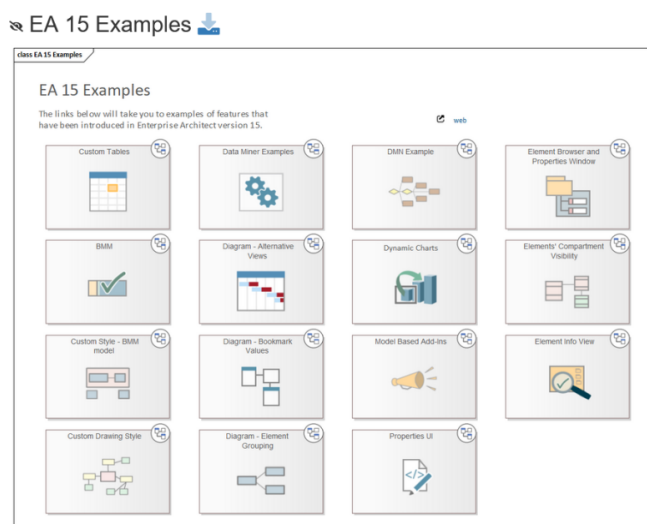 EA 15 Examples
class EA 15 Examples
EA 15 Examples
The links below will take you to examples of features that
have been introduced in Enterprise Architect version 15.
web
Custom Tables
Data Miner Examples
DMN Example
Element Browser and
Properties Window
BMM
Diagram - Alternative
Views
Dynamic Charts
Elements' Compartment
Visibility
Custom Style - BMM
model
Diagram - Bookmark
Values
Model Based Add-Ins
Element Info View
Custom Drawing Style
Diagram - Element
Grouping
Properties UI